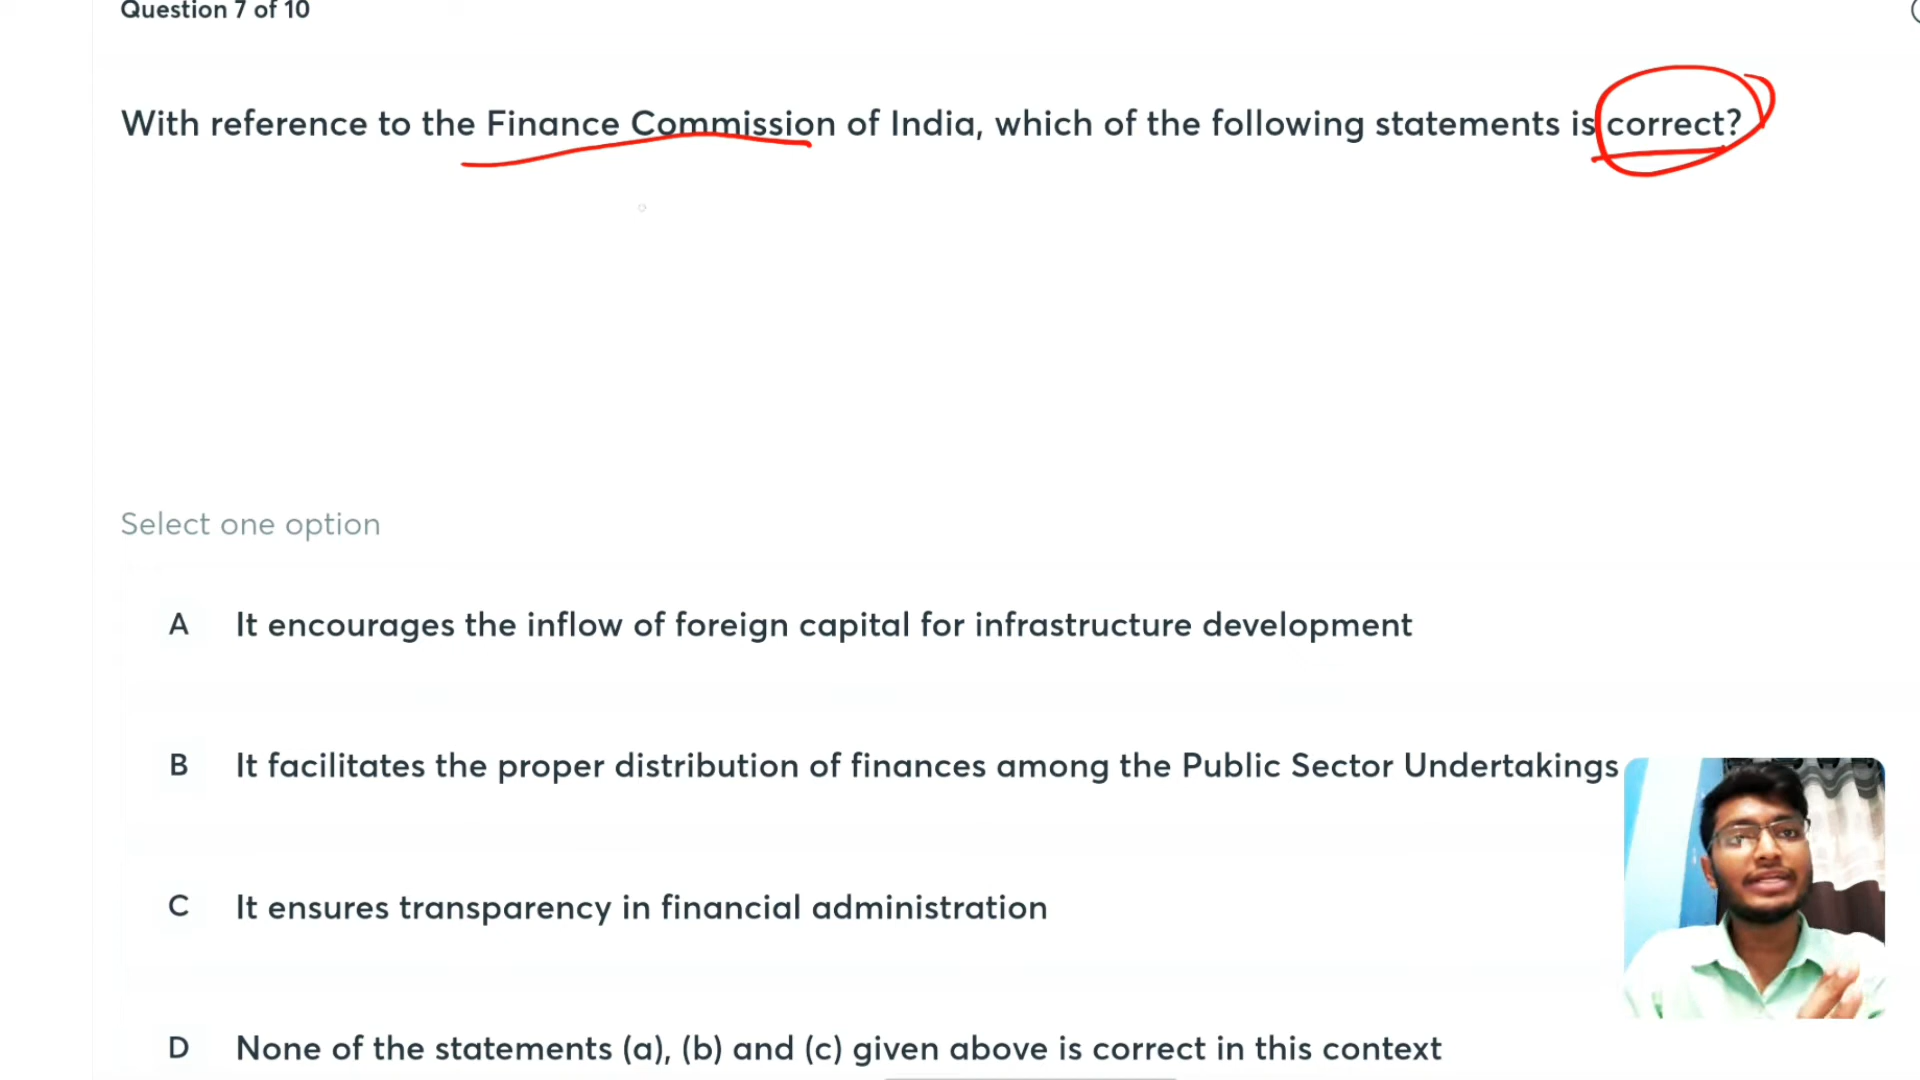 Question 7 of 10
With reference to the Finance Commission of India, which of the following statements is correct?
Select one option
A It encourages the inflow of foreign capital for infrastructure development
B It facilitates the proper distribution of finances among the Public Sector Undertakings
C It ensures transparency in financial administration
D None of the statements (a), (b) and (c) given above is correct in this context